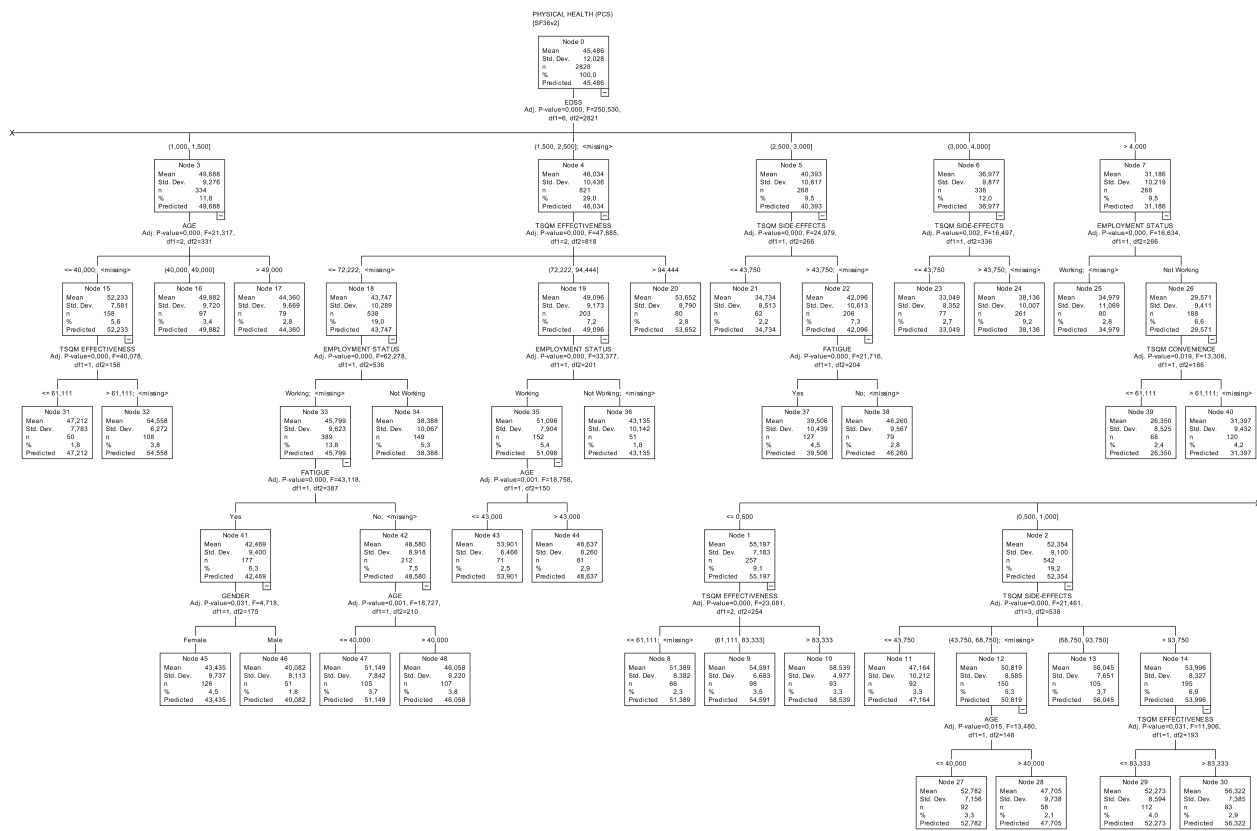 PHYSICAL HEALTH (PCS)
[SF36v2]
Node 0
Mean 45,486
Std. Dev. 12,028
n 2828
% 100,0
Predicted 45,486
EDSS
Adj. P-value=0,000, F=250,530,
df1=6, df2=2821
X
(1,000, 1,500]
(1,500, 2,500]; <missing>
(2,500, 3,000]
(3,000, 4,000]
> 4,000
Node 3
Mean 49,688
Std. Dev. 9,276
n 334
% 11,8
Predicted 49,688
AGE
Adj. P-value=0,000, F=21,317,
df1=2, df2=331
Node 4
Mean 46,034
Std. Dev. 10,436
n 821
% 29,0
Predicted 46,034
TSQM EFFECTIVENESS
Adj. P-value=0,000, F=47,885,
df1=2, df2=818
Node 5
Mean 40,393
Std. Dev. 10,617
n 268
% 9,5
Predicted 40,393
TSQM SIDE-EFFECTS
Adj. P-value=0,000, F=24,979,
df1=1, df2=266
Node 6
Mean 36,977
Std. Dev. 9,877
n 338
% 12,0
Predicted 36,977
TSQM SIDE-EFFECTS
Adj. P-value=0,002, F=16,497,
df1=1, df2=336
Node 7
Mean 31,186
Std. Dev. 10,219
n 268
% 9,5
Predicted 31,186
EMPLOYMENT STATUS
Adj. P-value=0,000, F=16,634,
df1=1, df2=266
<= 40,000; <missing>
(40,000, 49,000]
> 49,000
<= 72,222; <missing>
(72,222, 94,444]
> 94,444
<= 43,750
> 43,750; <missing>
<= 43,750
> 43,750; <missing>
Working; <missing>
Not Working
Node 15
Mean 52,233
Std. Dev. 7,581
n 158
% 5,6
Predicted 52,233
TSQM EFFECTIVENESS
Adj. P-value=0,000, F=40,078,
df1=1, df2=156
Node 16
Mean 49,882
Std. Dev. 9,720
n 97
% 3,4
Predicted 49,882
Node 17
Mean 44,360
Std. Dev. 9,669
n 79
% 2,8
Predicted 44,360
Node 18
Mean 43,747
Std. Dev. 10,289
n 538
% 19,0
Predicted 43,747
EMPLOYMENT STATUS
Adj. P-value=0,000, F=62,278,
df1=1, df2=536
Node 19
Mean 49,096
Std. Dev. 9,173
n 203
% 7,2
Predicted 49,096
EMPLOYMENT STATUS
Adj. P-value=0,000, F=33,377,
df1=1, df2=201
Node 20
Mean 53,652
Std. Dev. 8,790
n 80
% 2,8
Predicted 53,652
Node 21
Mean 34,734
Std. Dev. 8,513
n 62
% 2,2
Predicted 34,734
Node 22
Mean 42,096
Std. Dev. 10,613
n 206
% 7,3
Predicted 42,096
FATIGUE
Adj. P-value=0,000, F=21,716,
df1=1, df2=204
Node 23
Mean 33,049
Std. Dev. 8,352
n 77
% 2,7
Predicted 33,049
Node 24
Mean 38,136
Std. Dev. 10,007
n 261
% 9,2
Predicted 38,136
Node 25
Mean 34,979
Std. Dev. 11,069
n 80
% 2,8
Predicted 34,979
Node 26
Mean 29,571
Std. Dev. 9,411
n 188
% 6,6
Predicted 29,571
TSQM CONVENIENCE
Adj. P-value=0,019, F=13,306,
df1=1, df2=186
<= 61,111
> 61,111; <missing>
Working; <missing>
Not Working
Working
Not Working; <missing>
Yes
No; <missing>
<= 61,111
> 61,111; <missing>
Node 31
Mean 47,212
Std. Dev. 7,783
n 50
% 1,8
Predicted 47,212
Node 32
Mean 54,558
Std. Dev. 6,272
n 108
% 3,8
Predicted 54,558
Node 33
Mean 45,799
Std. Dev. 9,623
n 389
% 13,8
Predicted 45,799
FATIGUE
Adj. P-value=0,000, F=43,118,
df1=1, df2=387
Node 34
Mean 38,388
Std. Dev. 10,067
n 149
% 5,3
Predicted 38,388
Node 35
Mean 51,096
Std. Dev. 7,904
n 152
% 5,4
Predicted 51,096
AGE
Adj. P-value=0,001, F=18,758,
df1=1, df2=150
Node 36
Mean 43,135
Std. Dev. 10,142
n 51
% 1,8
Predicted 43,135
Node 37
Mean 39,506
Std. Dev. 10,439
n 127
% 4,5
Predicted 39,506
Node 38
Mean 46,260
Std. Dev. 9,567
n 79
% 2,8
Predicted 46,260
Node 39
Mean 26,350
Std. Dev. 8,525
n 68
% 2,4
Predicted 26,350
Node 40
Mean 31,397
Std. Dev. 9,432
n 120
% 4,2
Predicted 31,397
Yes
No; <missing>
<= 43,000
> 43,000
<= 0,500
(0,500, 1,000]
Node 41
Mean 42,469
Std. Dev. 9,400
n 177
% 6,3
Predicted 42,469
GENDER
Adj. P-value=0,031, F=4,718,
df1=1, df2=175
Node 42
Mean 48,580
Std. Dev. 8,918
n 212
% 7,5
Predicted 48,580
AGE
Adj. P-value=0,001, F=18,727,
df1=1, df2=210
Node 43
Mean 53,901
Std. Dev. 6,466
n 71
% 2,5
Predicted 53,901
Node 44
Mean 48,637
Std. Dev. 8,260
n 81
% 2,9
Predicted 48,637
Node 1
Mean 55,197
Std. Dev. 7,183
n 257
% 9,1
Predicted 55,197
TSQM EFFECTIVENESS
Adj. P-value=0,000, F=23,081,
df1=2, df2=254
Node 2
Mean 52,354
Std. Dev. 9,100
n 542
% 19,2
Predicted 52,354
TSQM SIDE-EFFECTS
Adj. P-value=0,000, F=21,461,
df1=3, df2=538
Female
Male
<= 40,000
> 40,000
<= 61,111; <missing>
(61,111, 83,333]
> 83,333
<= 43,750
(43,750, 68,750]; <missing>
(68,750, 93,750]
> 93,750
Node 45
Mean 43,435
Std. Dev. 9,737
n 126
% 4,5
Predicted 43,435
Node 46
Mean 40,082
Std. Dev. 8,113
n 51
% 1,8
Predicted 40,082
Node 47
Mean 51,149
Std. Dev. 7,842
n 105
% 3,7
Predicted 51,149
Node 48
Mean 46,058
Std. Dev. 9,220
n 107
% 3,8
Predicted 46,058
Node 8
Mean 51,389
Std. Dev. 8,382
n 66
% 2,3
Predicted 51,389
Node 9
Mean 54,591
Std. Dev. 6,683
n 98
% 3,5
Predicted 54,591
Node 10
Mean 58,539
Std. Dev. 4,977
n 93
% 3,3
Predicted 58,539
Node 11
Mean 47,164
Std. Dev. 10,212
n 92
% 3,3
Predicted 47,164
Node 12
Mean 50,819
Std. Dev. 8,585
n 150
% 5,3
Predicted 50,819
AGE
Adj. P-value=0,015, F=13,480,
df1=1, df2=148
Node 13
Mean 56,045
Std. Dev. 7,651
n 105
% 3,7
Predicted 56,045
Node 14
Mean 53,996
Std. Dev. 8,327
n 195
% 6,9
Predicted 53,996
TSQM EFFECTIVENESS
Adj. P-value=0,031, F=11,906,
df1=1, df2=193
<= 40,000
> 40,000
<= 83,333
> 83,333
Node 27
Mean 52,782
Std. Dev. 7,156
n 92
% 3,3
Predicted 52,782
Node 28
Mean 47,705
Std. Dev. 9,738
n 58
% 2,1
Predicted 47,705
Node 29
Mean 52,273
Std. Dev. 8,594
n 112
% 4,0
Predicted 52,273
Node 30
Mean 56,322
Std. Dev. 7,385
n 83
% 2,9
Predicted 56,322